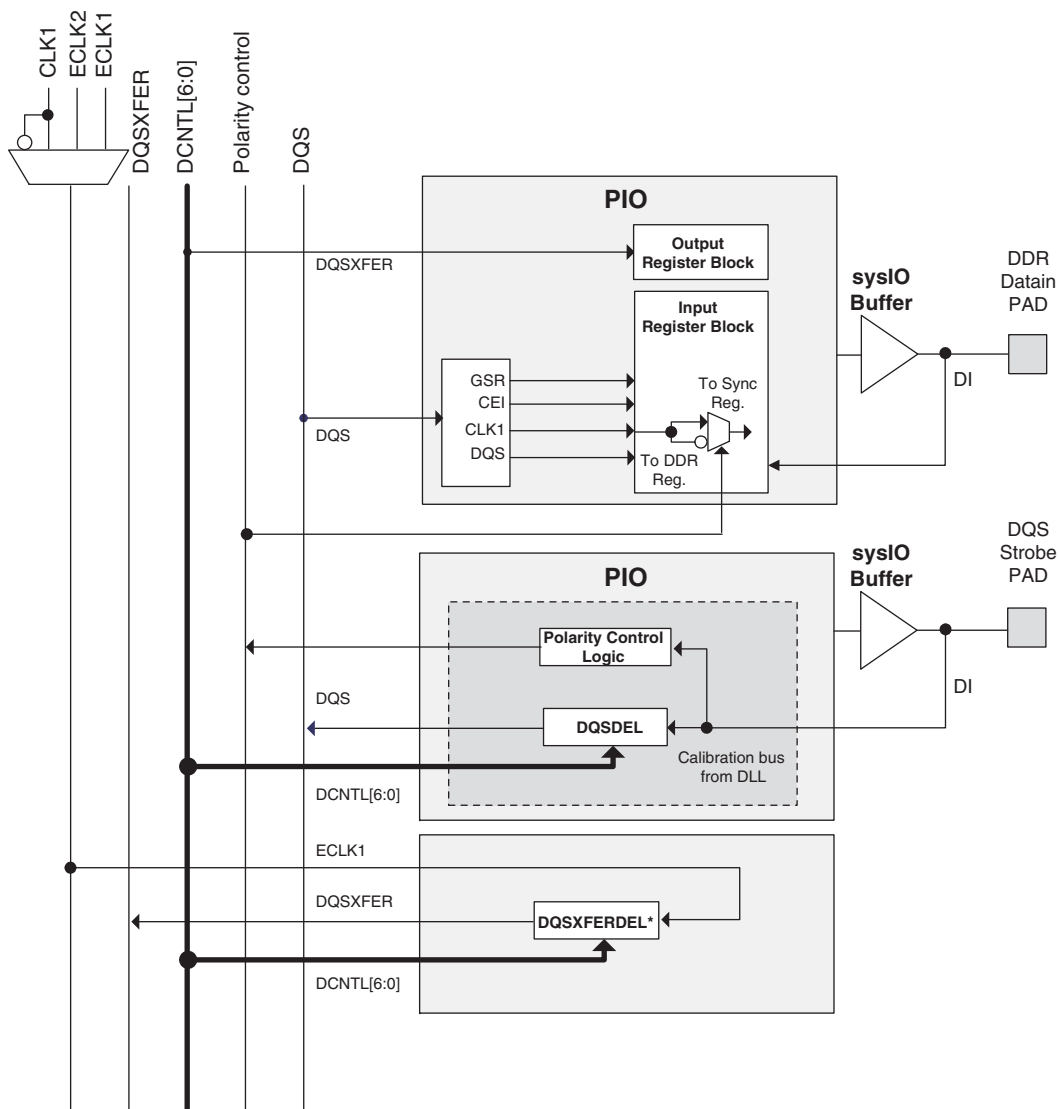 CLK1
ECLK2
ECLK1
DQSXFER
DCNTL[6:0]
Polarity control
DQS
PIO
Output
Register Block
DQSXFER
Input
Register Block
sysIO
Buffer
DDR
Datain
PAD
DI
GSR
CEI
CLK1
DQS
To Sync
Reg.
To DDR
Reg.
DQS
PIO
sysIO
Buffer
DQS
Strobe
PAD
DI
Polarity Control
Logic
DQS
DQSDEL
Calibration bus
from DLL
DCNTL[6:0]
ECLK1
DQSXFER
DQSXFERDEL*
DCNTL[6:0]